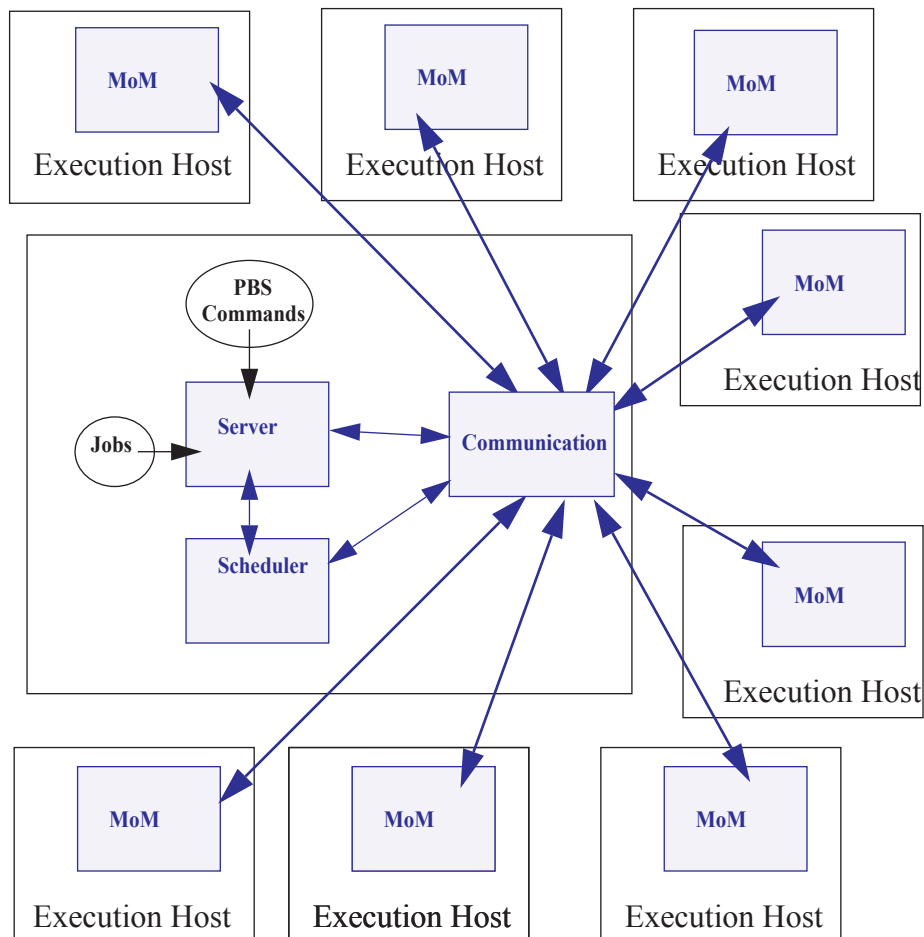 MoM
Execution Host
MoM
Execution Host
MoM
Execution Host
PBS
Commands
MoM
Execution Host
Server
Jobs
Communication
Scheduler
MoM
Execution Host
MoM
Execution Host
MoM
Execution Host
MoM
Execution Host